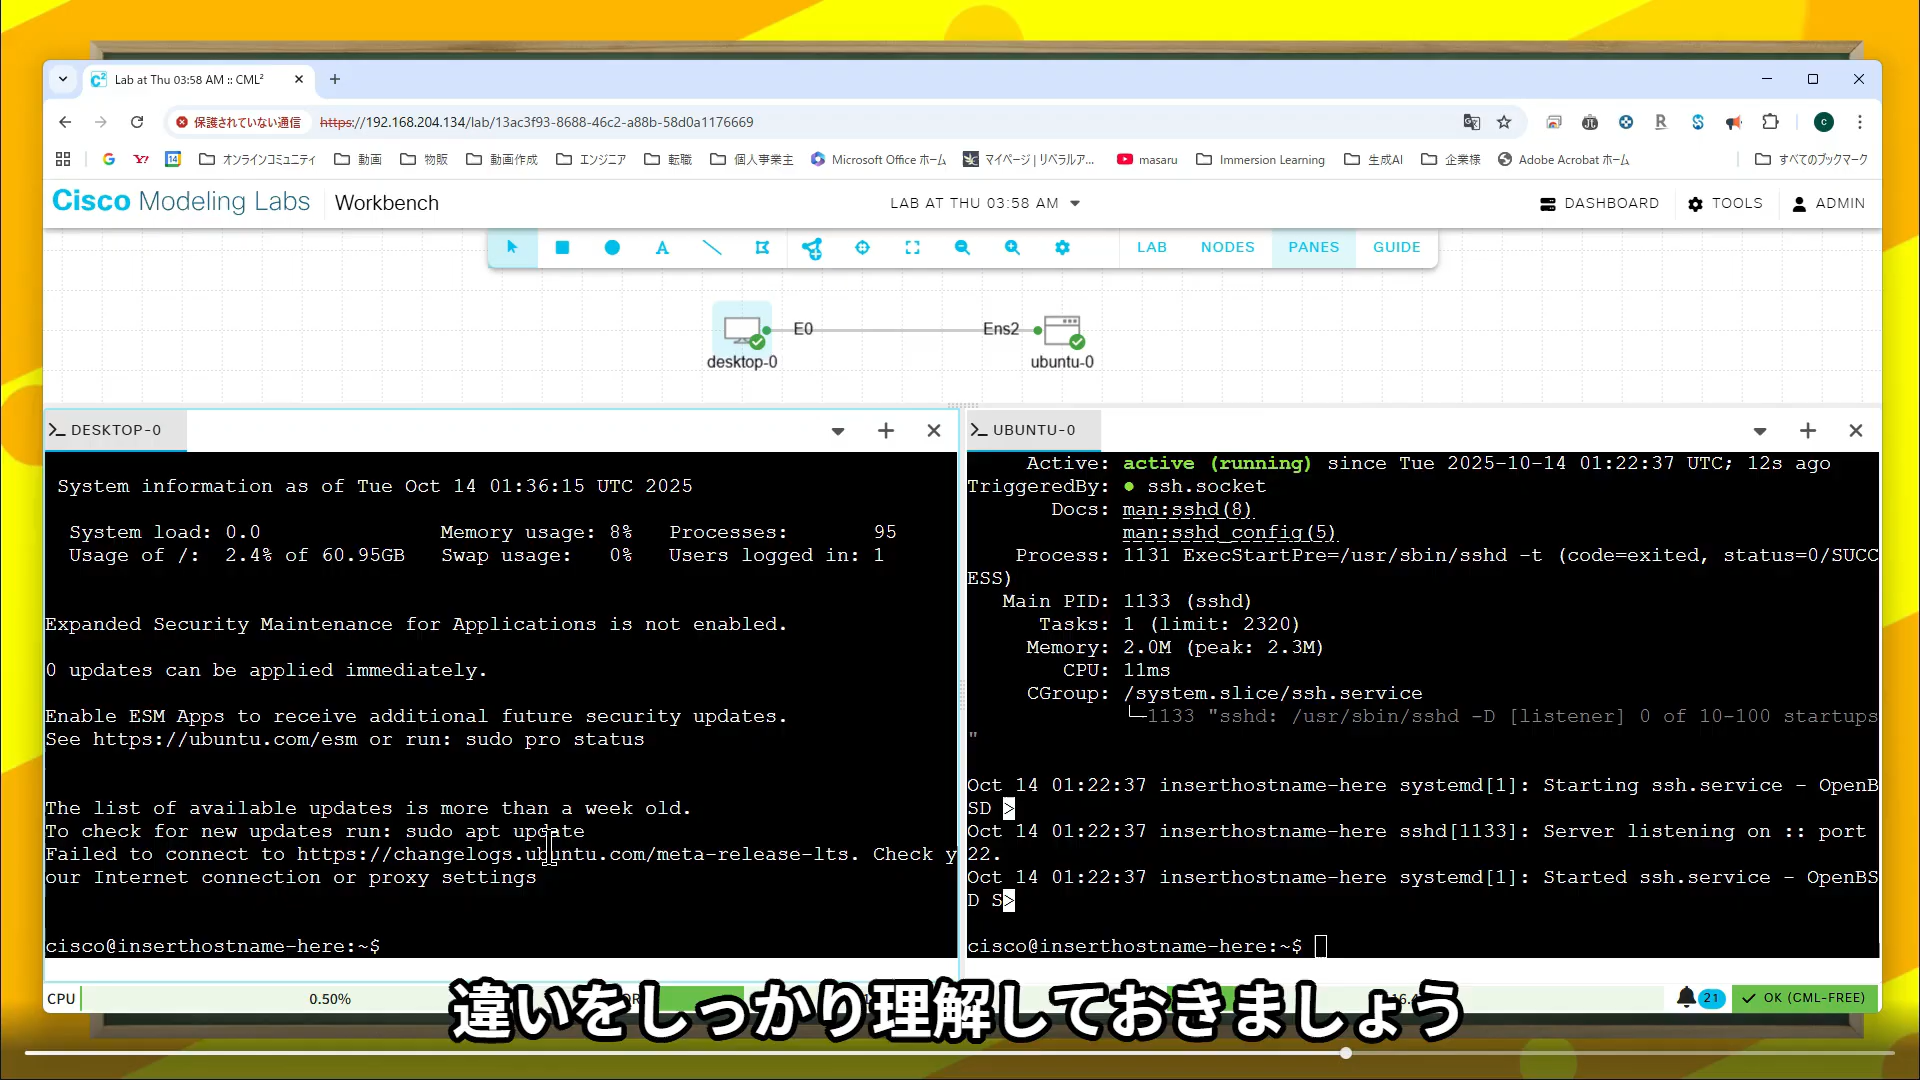 Lab at Thu 03:58 AM :: CML²
保護されていない通信 https://192.168.204.134/lab/13ac3f93-8688-46c2-a88b-58d0a1176669
オンラインコミュニティ 動画 物販 動画作成 エンジニア 転職 個人事業主 Microsoft Office ホーム マイページ | リベラルア... masaru Immersion Learning 生成AI 企業様 Adobe Acrobat ホーム すべてのブックマーク
Cisco Modeling Labs Workbench LAB AT THU 03:58 AM DASHBOARD TOOLS ADMIN
LAB NODES PANES GUIDE
E0 Ens2
desktop-0 ubuntu-0
DESKTOP-0
System information as of Tue Oct 14 01:36:15 UTC 2025
System load: 0.0 Memory usage: 8% Processes: 95
Usage of /: 2.4% of 60.95GB Swap usage: 0% Users logged in: 1
Expanded Security Maintenance for Applications is not enabled.
0 updates can be applied immediately.
Enable ESM Apps to receive additional future security updates.
See https://ubuntu.com/esm or run: sudo pro status
The list of available updates is more than a week old.
To check for new updates run: sudo apt update
Failed to connect to https://changelogs.ubuntu.com/meta-release-lts. Check y
our Internet connection or proxy settings
cisco@inserthostname-here:~$
UBUNTU-0
Active: active (running) since Tue 2025-10-14 01:22:37 UTC; 12s ago
TriggeredBy: ● ssh.socket
Docs: man:sshd(8)
man:sshd_config(5)
Process: 1131 ExecStartPre=/usr/sbin/sshd -t (code=exited, status=0/SUCC
ESS)
Main PID: 1133 (sshd)
Tasks: 1 (limit: 2320)
Memory: 2.0M (peak: 2.3M)
CPU: 11ms
CGroup: /system.slice/ssh.service
└─1133 "sshd: /usr/sbin/sshd -D [listener] 0 of 10-100 startups
"
Oct 14 01:22:37 inserthostname-here systemd[1]: Starting ssh.service - OpenB
SD >
Oct 14 01:22:37 inserthostname-here sshd[1133]: Server listening on :: port
22.
Oct 14 01:22:37 inserthostname-here systemd[1]: Started ssh.service - OpenBS
D S>
cisco@inserthostname-here:~$
CPU 0.50% 21 OK (CML-FREE)
違いをしっかり理解しておきましょう